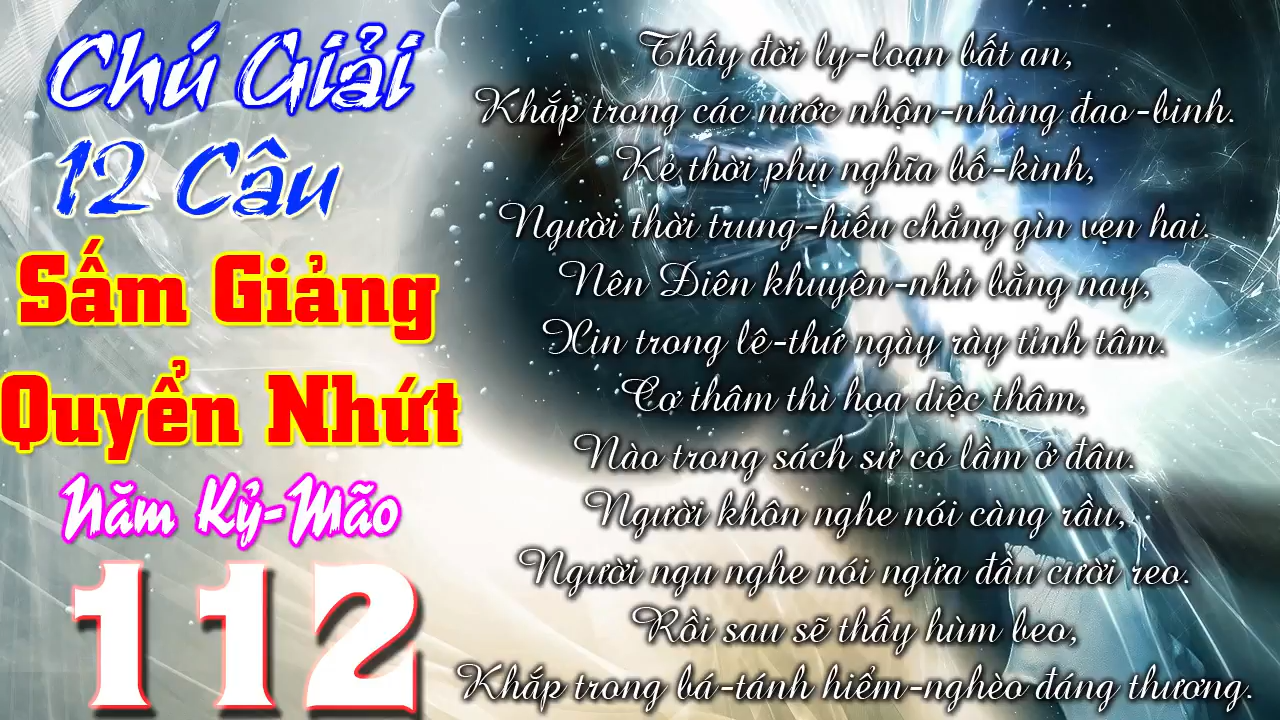 Chú Giải
12 Câu
Sấm Giảng
Quyển Nhứt
Năm Kỷ-Mão
112
Thấy đời ly-loạn bất an,
Khắp trong các nước nhộn-nhàng đao-binh.
Kẻ thời phụ nghĩa bố-kình,
Người thời trung-hiếu chẳng gìn vẹn hai.
Nên Điên khuyên-nhủ bằng nay,
Xin trong lê-thứ ngày rày tỉnh tâm.
Cợ thâm thì họa diệc thâm,
Nào trong sách sử có lầm ở đâu.
Người khôn nghe nói càng rầu,
Người ngu nghe nói ngửa đầu cười reo.
Rồi sau sẽ thấy hùm beo,
Khắp trong bá-tánh hiểm-nghèo đáng thương.